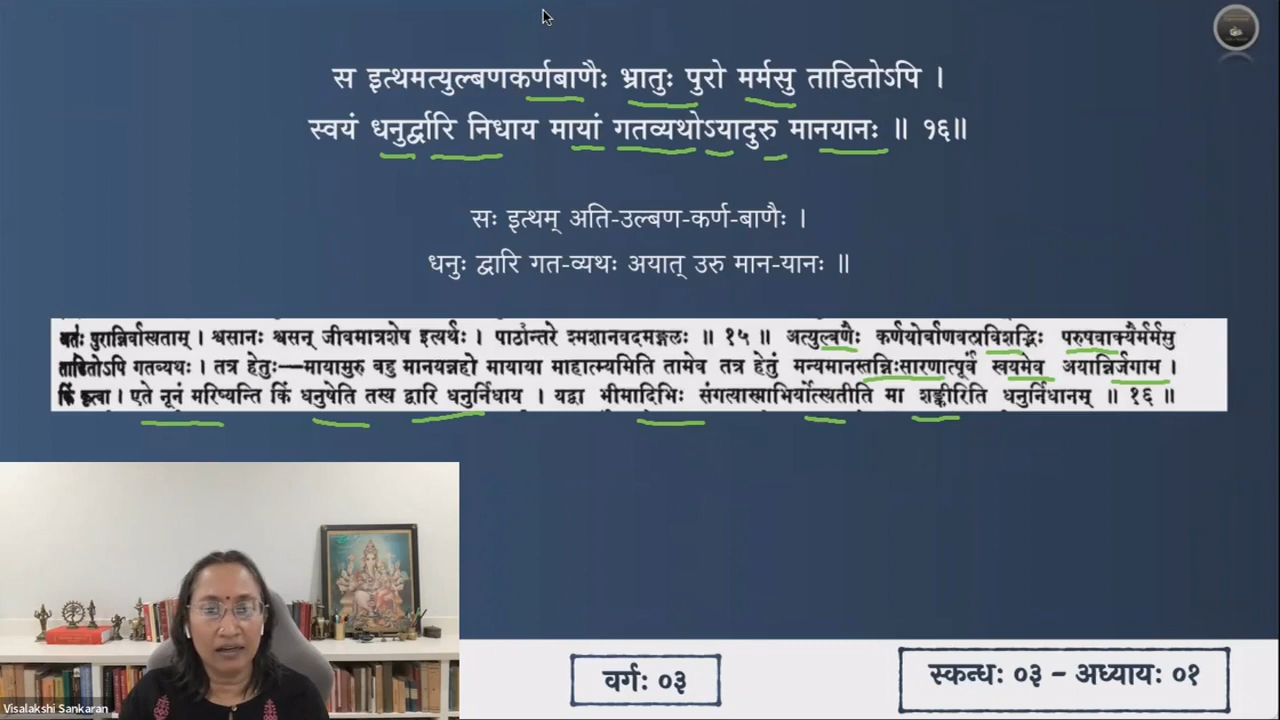 स इत्थमत्युल्बणकर्णबाणैः भ्रातुः पुरो मर्मसु ताडितोऽपि ।
स्वयं धनुर्द्वारि निधाय मायां गतव्यथोऽयादुरु मानयानः ॥ १६॥
सः इत्थम् अति-उल्बण-कर्ण-बाणैः ।
धनुः द्वारि गत-व्यथः अयात् उरु मान-यानः ॥
पुरान्निर्वास्यताम् । श्वसानः श्वसन् जीवमात्रशेष इत्यर्थः । पाठान्तरे श्मशानवदमङ्गलः ॥ १५ ॥ अत्युल्बणैः कर्णयोर्बाणवत्प्रविशद्भिः परुषवाक्यैर्मर्मसु
ताडितोऽपि गतव्यथः । तत्र हेतुः—मायामुरु बहु मानयन्नहो मायाया माहात्म्यमिति तामेव तत्र हेतुं मन्यमानस्तन्निःसारणात्पूर्वं स्वयमेव अयान्निर्जगाम ।
किं कृत्वा । एते नूनं मरिष्यन्ति किं धनुषेति तस्य द्वारि धनुर्निधाय । यद्वा भीमादिभिः संगत्यास्माभिर्योत्स्यतीति मा शङ्कीरिति धनुर्निधानम् ॥ १६ ॥
वर्गः ०३
स्कन्धः ०३ – अध्यायः ०१
Visalakshi Sankaran